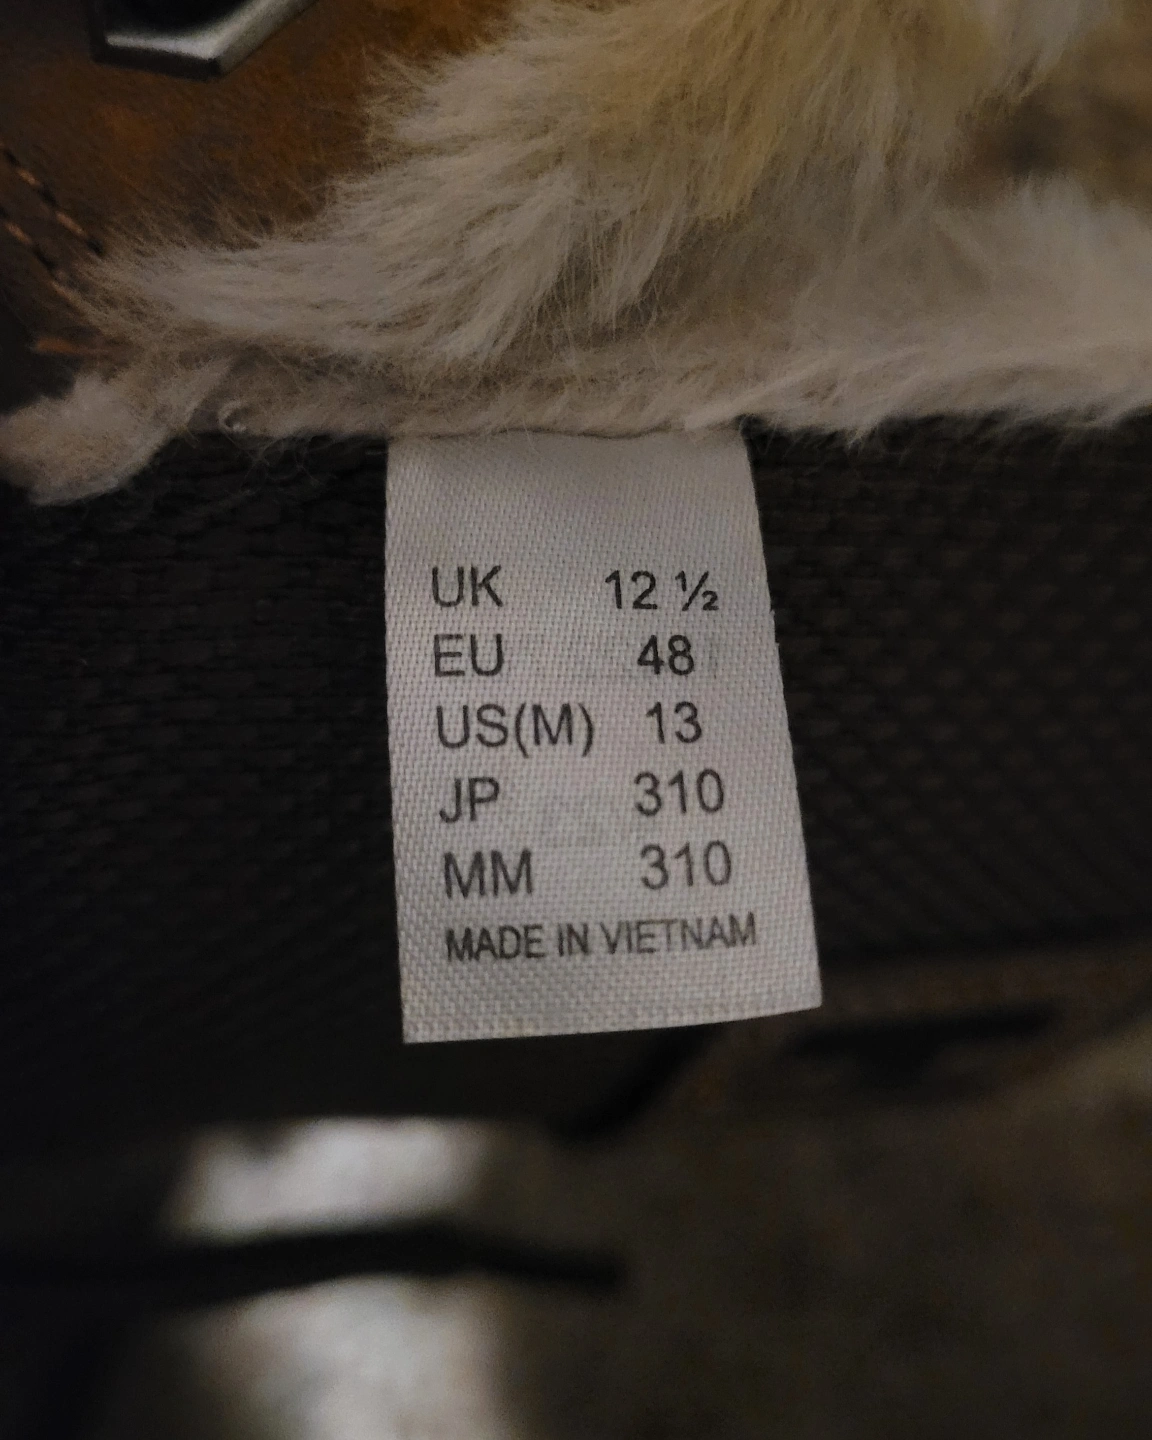 UK 12 ½
EU 48
US(M) 13
JP 310
MM 310
MADE IN VIETNAM